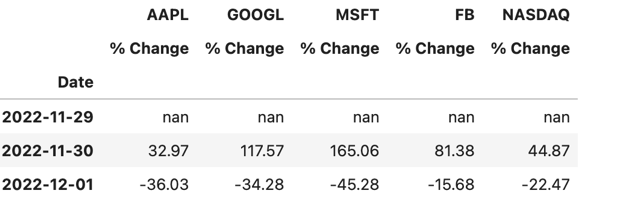 AAPL GOOGL MSFT FB NASDAQ
% Change % Change % Change % Change % Change
Date
2022-11-29 nan nan nan nan nan
2022-11-30 32.97 117.57 165.06 81.38 44.87
2022-12-01 -36.03 -34.28 -45.28 -15.68 -22.47